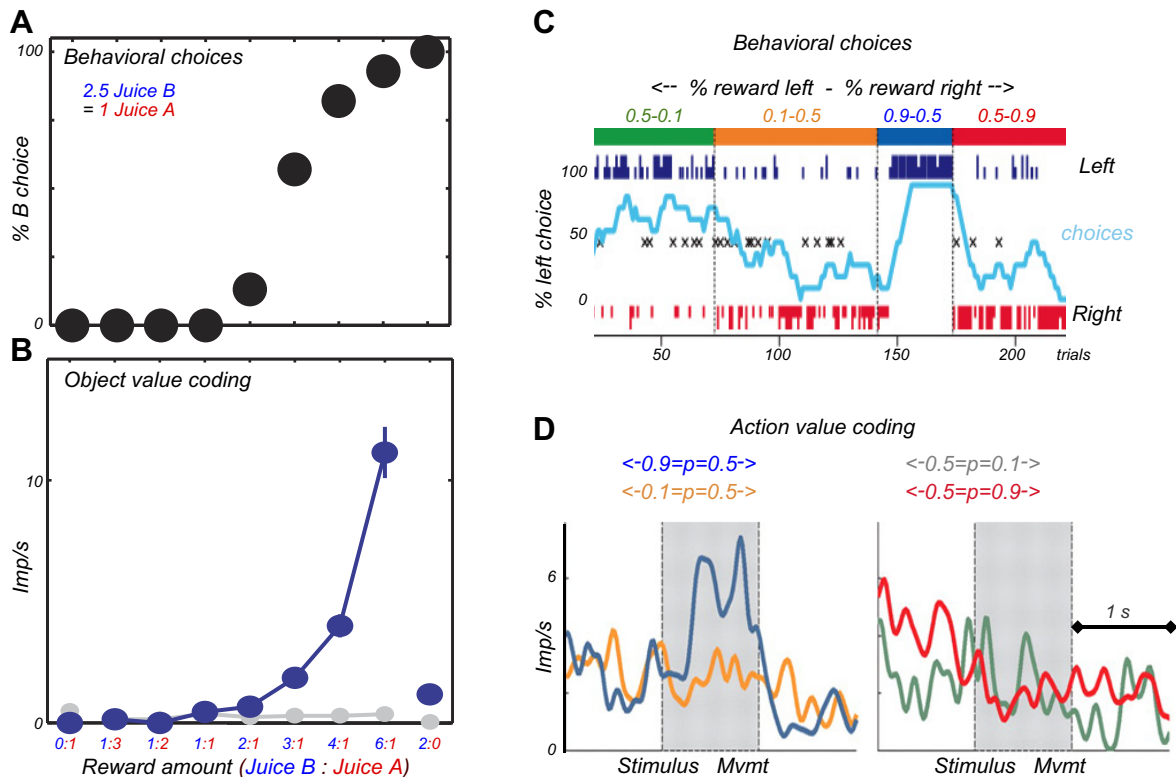 A
Behavioral choices
2.5 Juice B
= 1 Juice A
100
% B choice
0
B
Object value coding
10
Imp/s
0
0:1 1:3 1:2 1:1 2:1 3:1 4:1 6:1 2:0
Reward amount (Juice B : Juice A)
C
Behavioral choices
<-- % reward left - % reward right -->
0.5-0.1 0.1-0.5 0.9-0.5 0.5-0.9
Left
100
choices
50
% left choice
0
Right
50 100 150 200 trials
D
Action value coding
<-0.9=p=0.5->
<-0.1=p=0.5->
<-0.5=p=0.1->
<-0.5=p=0.9->
6
1 s
Imp/s
0
Stimulus Mvmt
Stimulus Mvmt